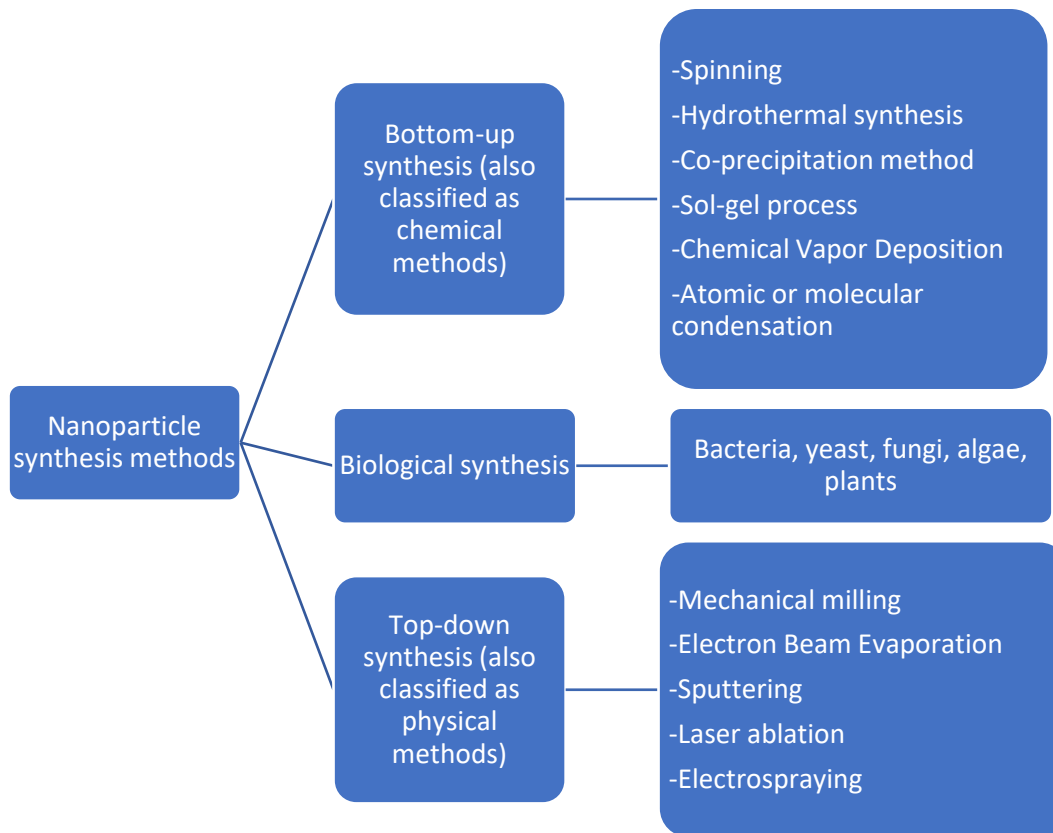 Nanoparticle
synthesis methods
Bottom-up
synthesis (also
classified as
chemical
methods)
-Spinning
-Hydrothermal synthesis
-Co-precipitation method
-Sol-gel process
-Chemical Vapor Deposition
-Atomic or molecular
condensation
Biological synthesis
Bacteria, yeast, fungi, algae,
plants
Top-down
synthesis (also
classified as
physical
methods)
-Mechanical milling
-Electron Beam Evaporation
-Sputtering
-Laser ablation
-Electrospraying